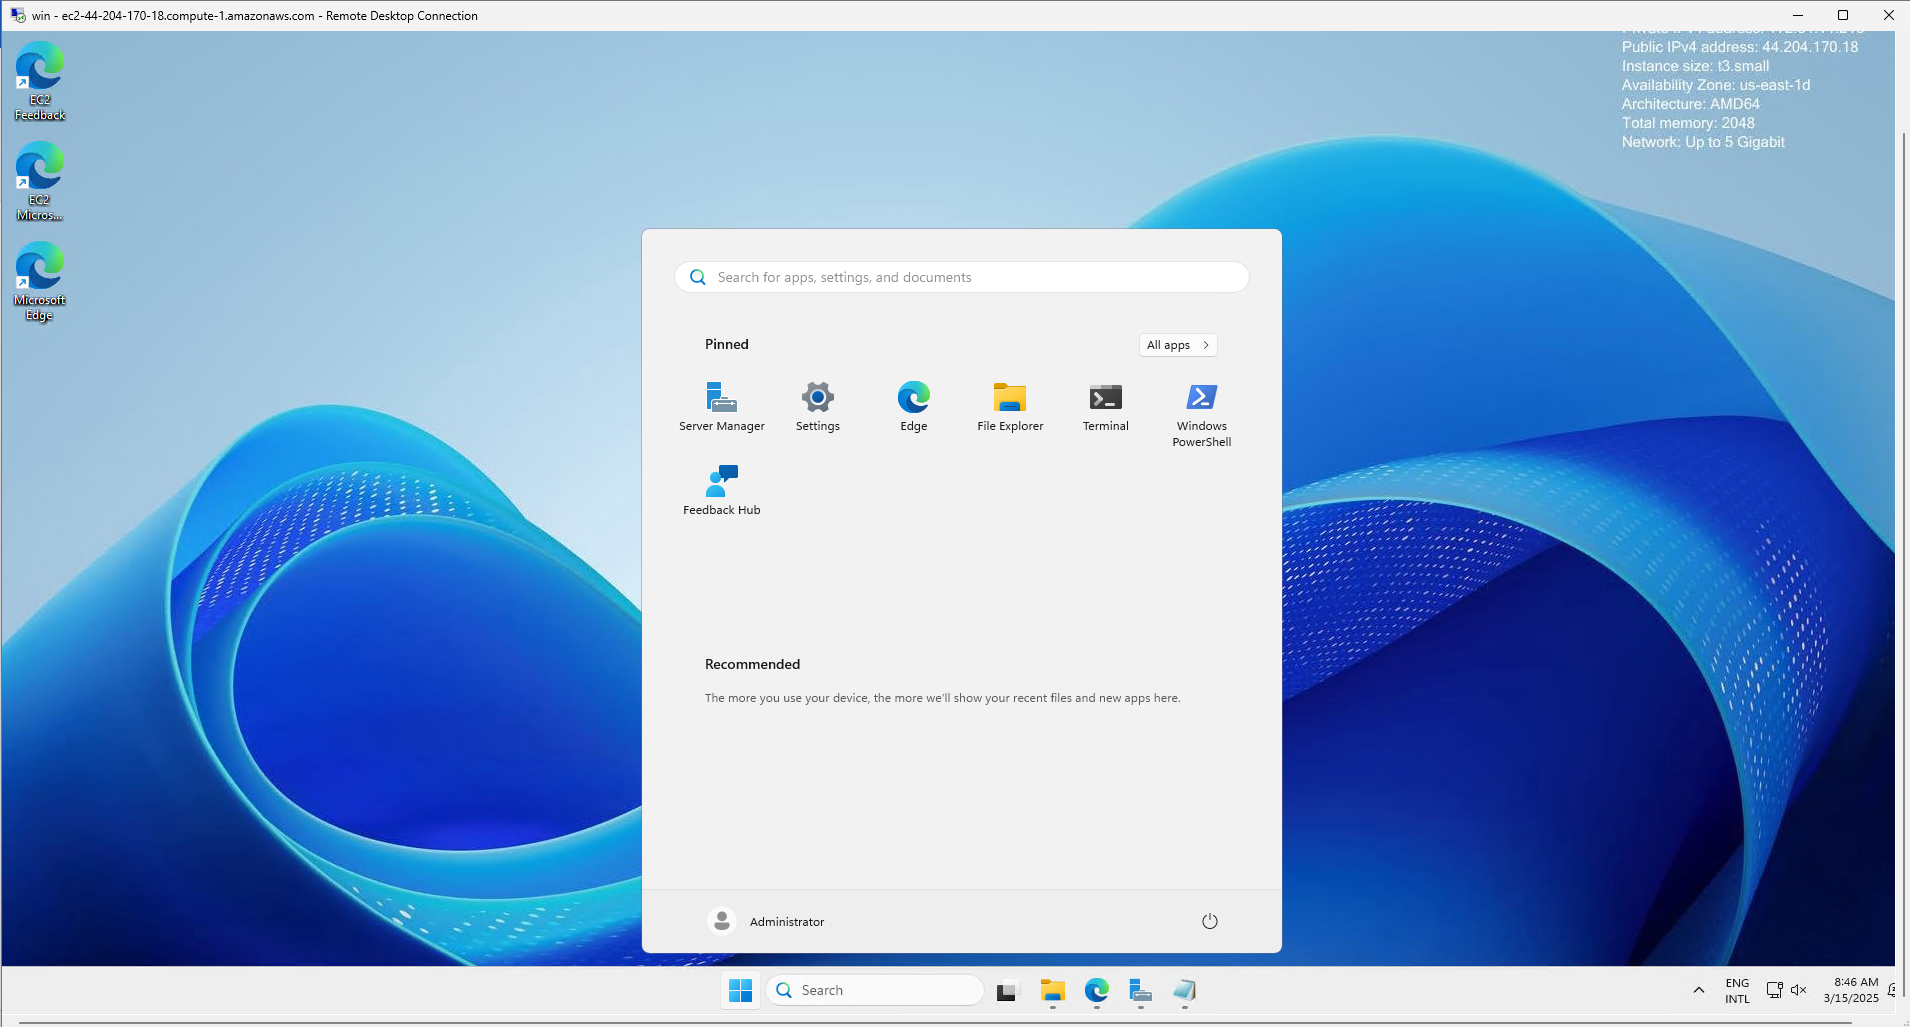 win - ec2-44-204-170-18.compute-1.amazonaws.com - Remote Desktop Connection
Public IPv4 address: 44.204.170.18
Instance size: t3.small
Availability Zone: us-east-1d
Architecture: AMD64
Total memory: 2048
Network: Up to 5 Gigabit
EC2
Feedback
EC2
Micros...
Microsoft
Edge
Search for apps, settings, and documents
Pinned
All apps
Server Manager
Settings
Edge
File Explorer
Terminal
Windows
PowerShell
Feedback Hub
Recommended
The more you use your device, the more we'll show your recent files and new apps here.
Administrator
Search
ENG
INTL
8:46 AM
3/15/2025